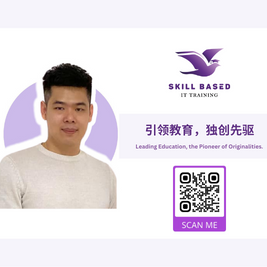 SKILL BASED
IT TRAINING
引领教育，独创先驱
Leading Education, the Pioneer of Originalities.
SCAN ME